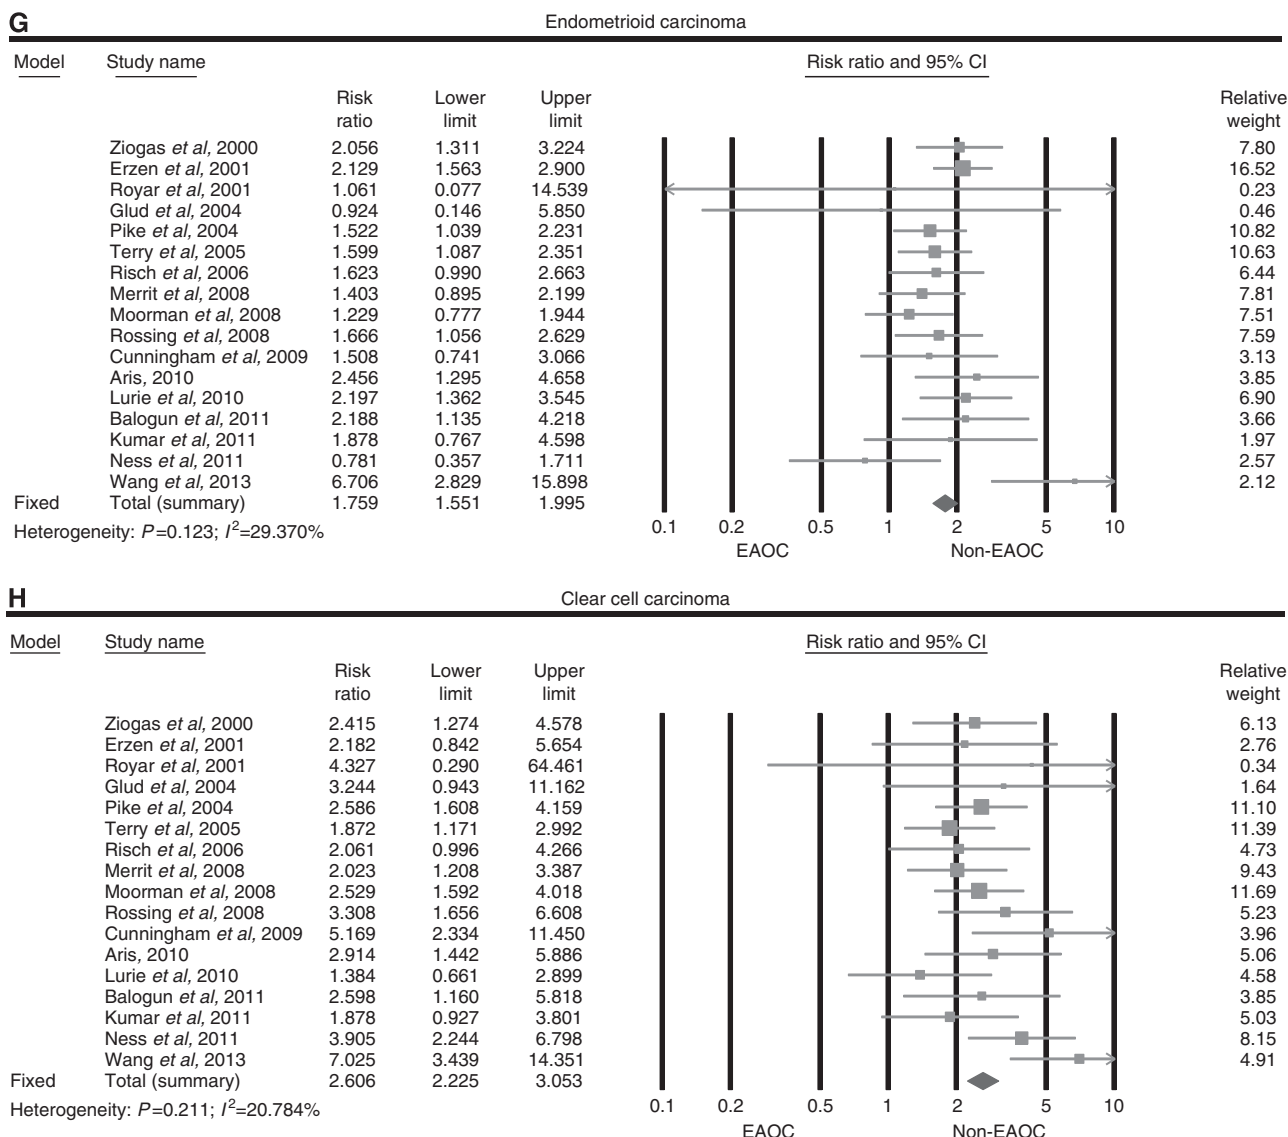 G Endometrioid carcinoma
Model Study name Risk ratio and 95% CI
Risk Lower Upper Relative
ratio limit limit weight
Ziogas et al, 2000 2.056 1.311 3.224 7.80
Erzen et al, 2001 2.129 1.563 2.900 16.52
Royar et al, 2001 1.061 0.077 14.539 0.23
Glud et al, 2004 0.924 0.146 5.850 0.46
Pike et al, 2004 1.522 1.039 2.231 10.82
Terry et al, 2005 1.599 1.087 2.351 10.63
Risch et al, 2006 1.623 0.990 2.663 6.44
Merrit et al, 2008 1.403 0.895 2.199 7.81
Moorman et al, 2008 1.229 0.777 1.944 7.51
Rossing et al, 2008 1.666 1.056 2.629 7.59
Cunningham et al, 2009 1.508 0.741 3.066 3.13
Aris, 2010 2.456 1.295 4.658 3.85
Lurie et al, 2010 2.197 1.362 3.545 6.90
Balogun et al, 2011 2.188 1.135 4.218 3.66
Kumar et al, 2011 1.878 0.767 4.598 1.97
Ness et al, 2011 0.781 0.357 1.711 2.57
Wang et al, 2013 6.706 2.829 15.898 2.12
Fixed Total (summary) 1.759 1.551 1.995
Heterogeneity: P=0.123; I²=29.370%
0.1 0.2 0.5 1 2 5 10
EAOC Non-EAOC
H Clear cell carcinoma
Model Study name Risk ratio and 95% CI
Risk Lower Upper Relative
ratio limit limit weight
Ziogas et al, 2000 2.415 1.274 4.578 6.13
Erzen et al, 2001 2.182 0.842 5.654 2.76
Royar et al, 2001 4.327 0.290 64.461 0.34
Glud et al, 2004 3.244 0.943 11.162 1.64
Pike et al, 2004 2.586 1.608 4.159 11.10
Terry et al, 2005 1.872 1.171 2.992 11.39
Risch et al, 2006 2.061 0.996 4.266 4.73
Merrit et al, 2008 2.023 1.208 3.387 9.43
Moorman et al, 2008 2.529 1.592 4.018 11.69
Rossing et al, 2008 3.308 1.656 6.608 5.23
Cunningham et al, 2009 5.169 2.334 11.450 3.96
Aris, 2010 2.914 1.442 5.886 5.06
Lurie et al, 2010 1.384 0.661 2.899 4.58
Balogun et al, 2011 2.598 1.160 5.818 3.85
Kumar et al, 2011 1.878 0.927 3.801 5.03
Ness et al, 2011 3.905 2.244 6.798 8.15
Wang et al, 2013 7.025 3.439 14.351 4.91
Fixed Total (summary) 2.606 2.225 3.053
Heterogeneity: P=0.211; I²=20.784%
0.1 0.2 0.5 1 2 5 10
EAOC Non-EAOC